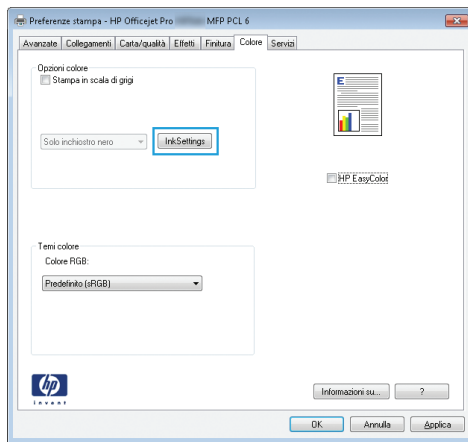 Preferenze stampa - HP Officejet Pro MFP PCL 6
Avanzate Collegamenti Carta/qualità Effetti Finitura Colore Servizi
Opzioni colore
Stampa in scala di grigi
E
Solo inchiostro nero InkSettings
HP EasyColor
Temi colore
Colore RGB:
Predefinito (sRGB)
hp
invent
Informazioni su... ?
OK Annulla Applica